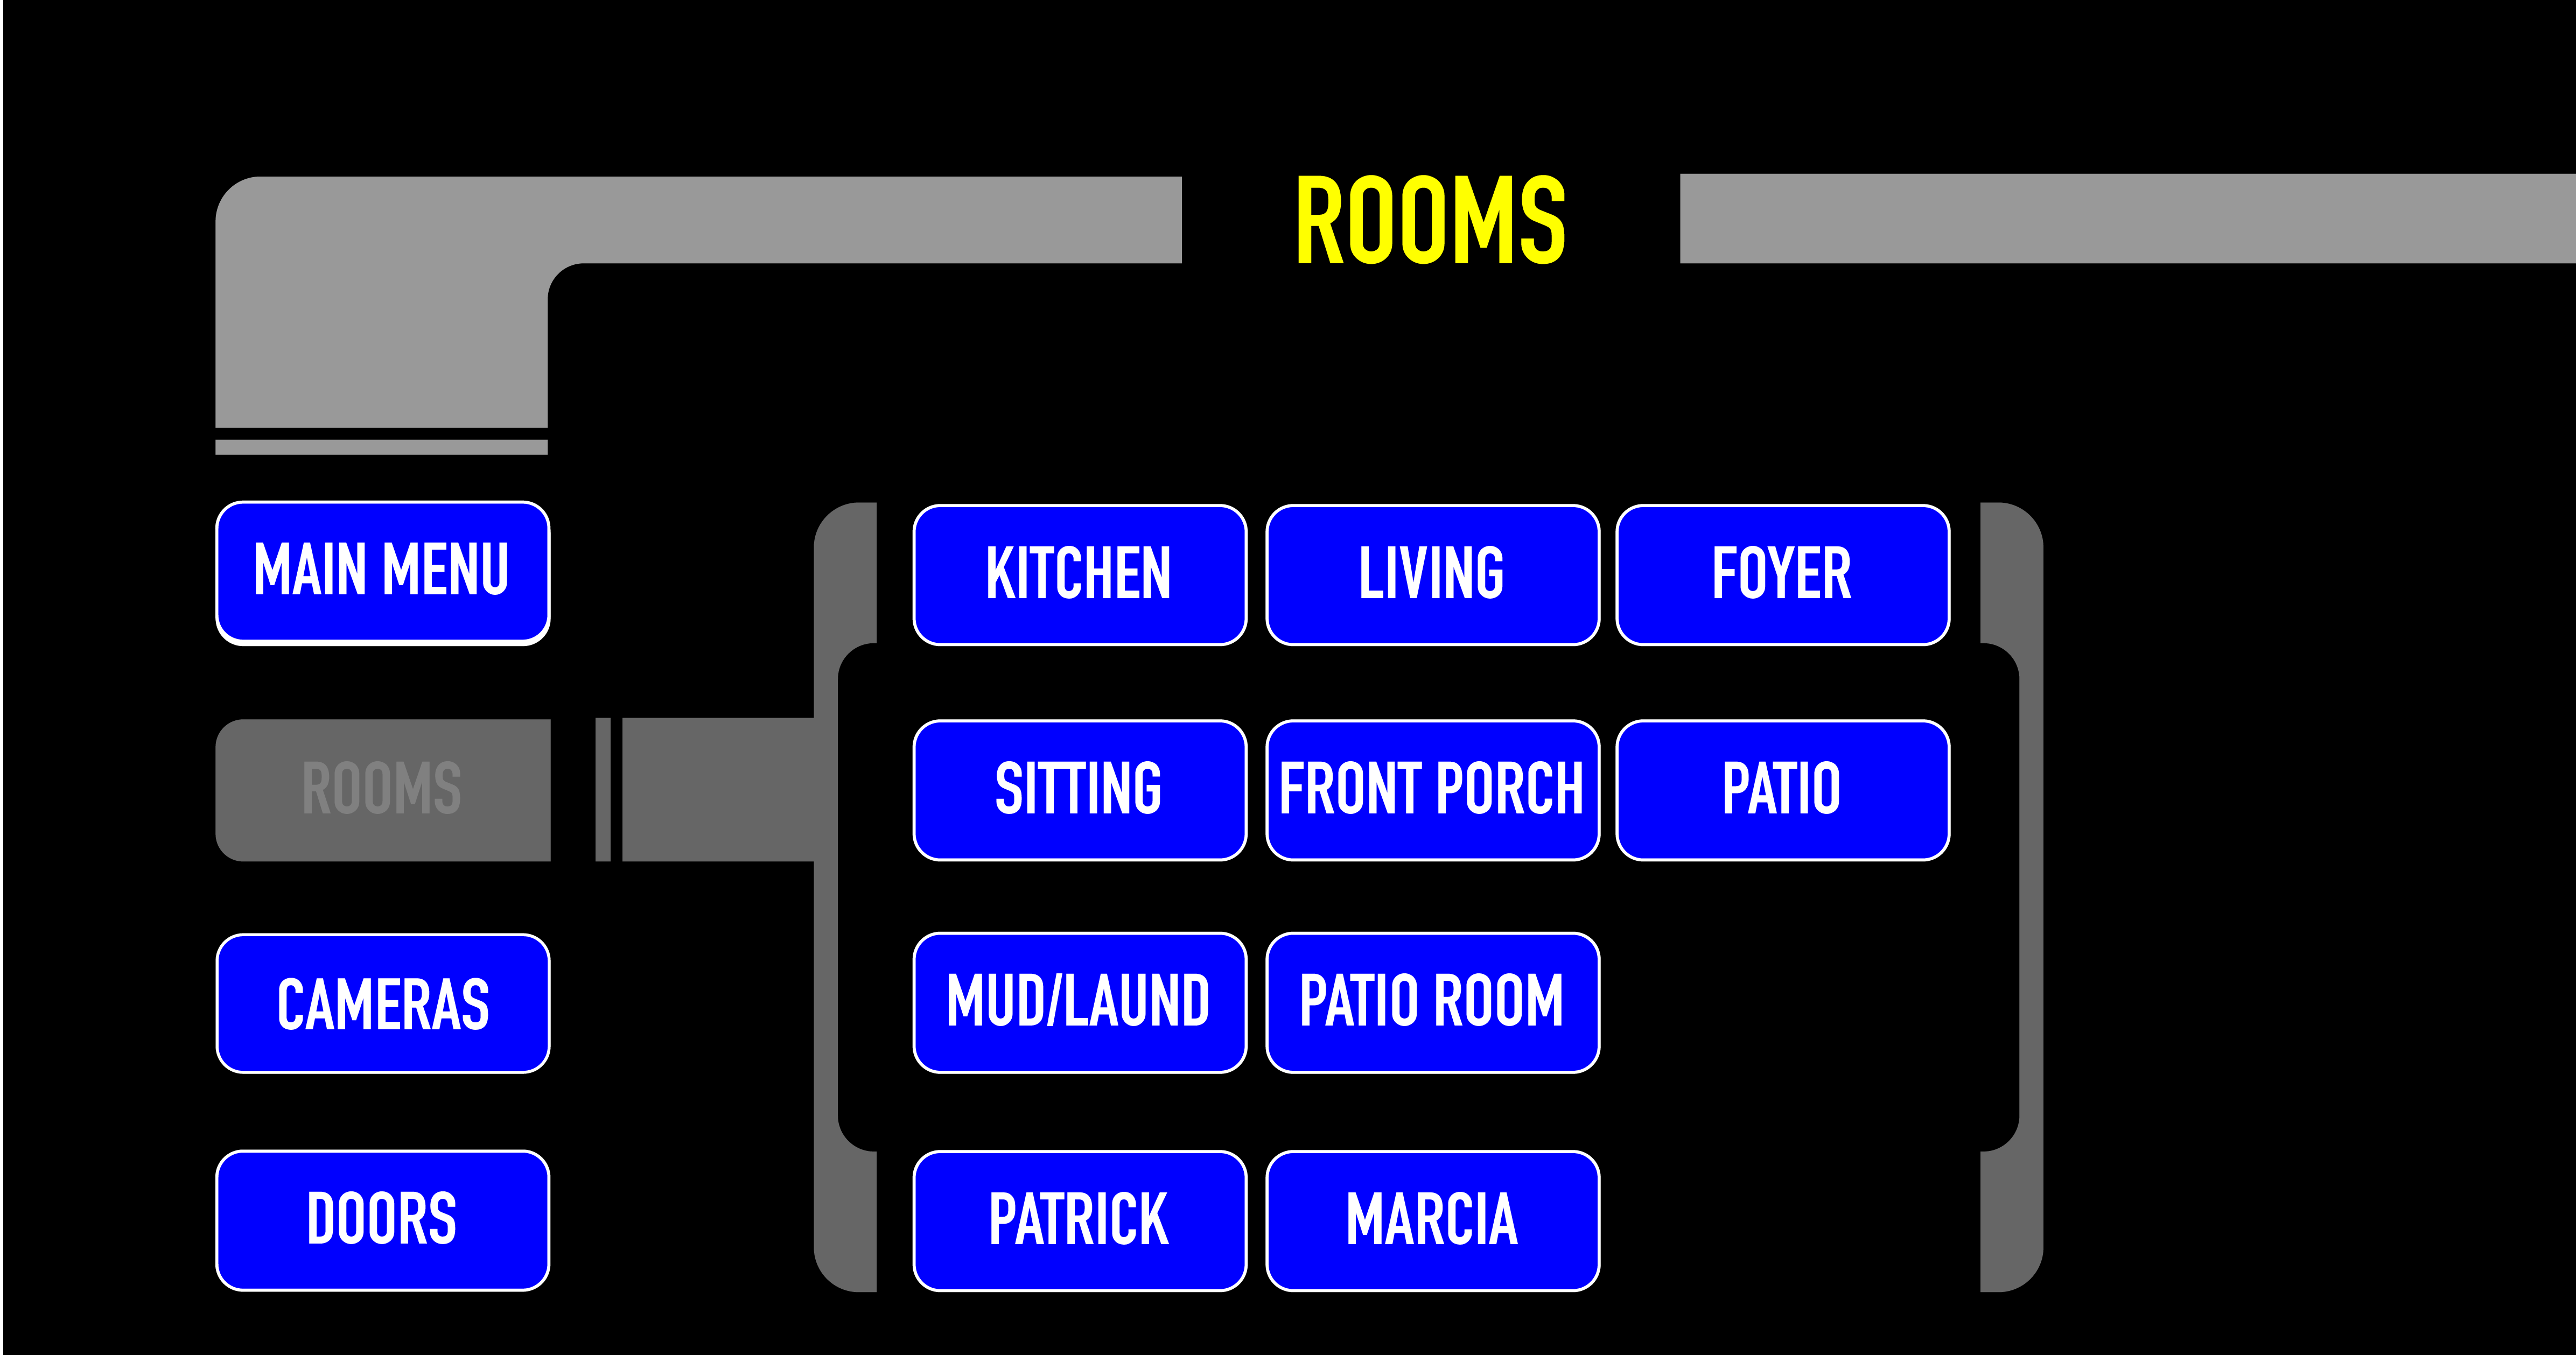 ROOMS
MAIN MENU
KITCHEN
LIVING
FOYER
ROOMS
SITTING
FRONT PORCH
PATIO
CAMERAS
MUD/LAUND
PATIO ROOM
DOORS
PATRICK
MARCIA